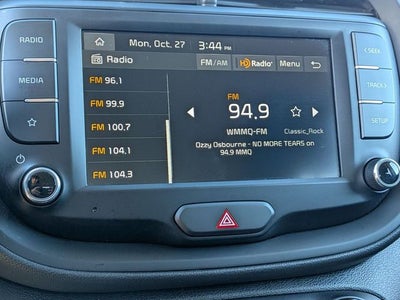 RADIO
MEDIA
Mon, Oct. 27 3:44 PM
Radio FM/AM HD Radio Menu
FM 96.1
FM 99.9
FM 100.7
FM 104.1
FM 104.3
FM
94.9
WMMQ-FM Classic_Rock
Ozzy Osbourne - NO MORE TEARS on
94.9 MMQ
< SEEK
TRACK >
SETUP